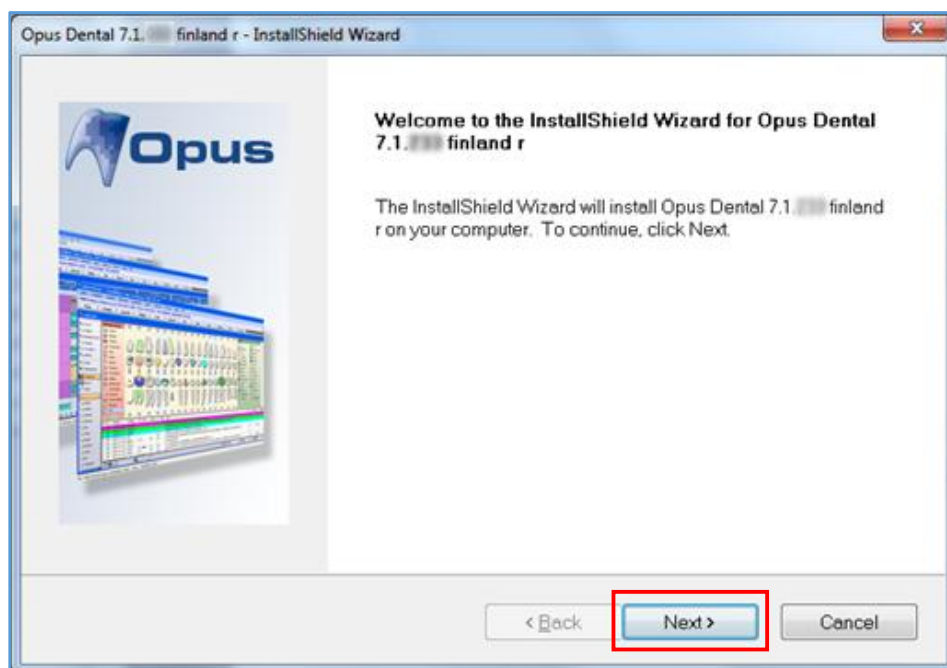 Opus Dental 7.1. finland r - InstallShield Wizard
Opus
Welcome to the InstallShield Wizard for Opus Dental
7.1. finland r
The InstallShield Wizard will install Opus Dental 7.1. finland
r on your computer. To continue, click Next.
< Back
Next >
Cancel